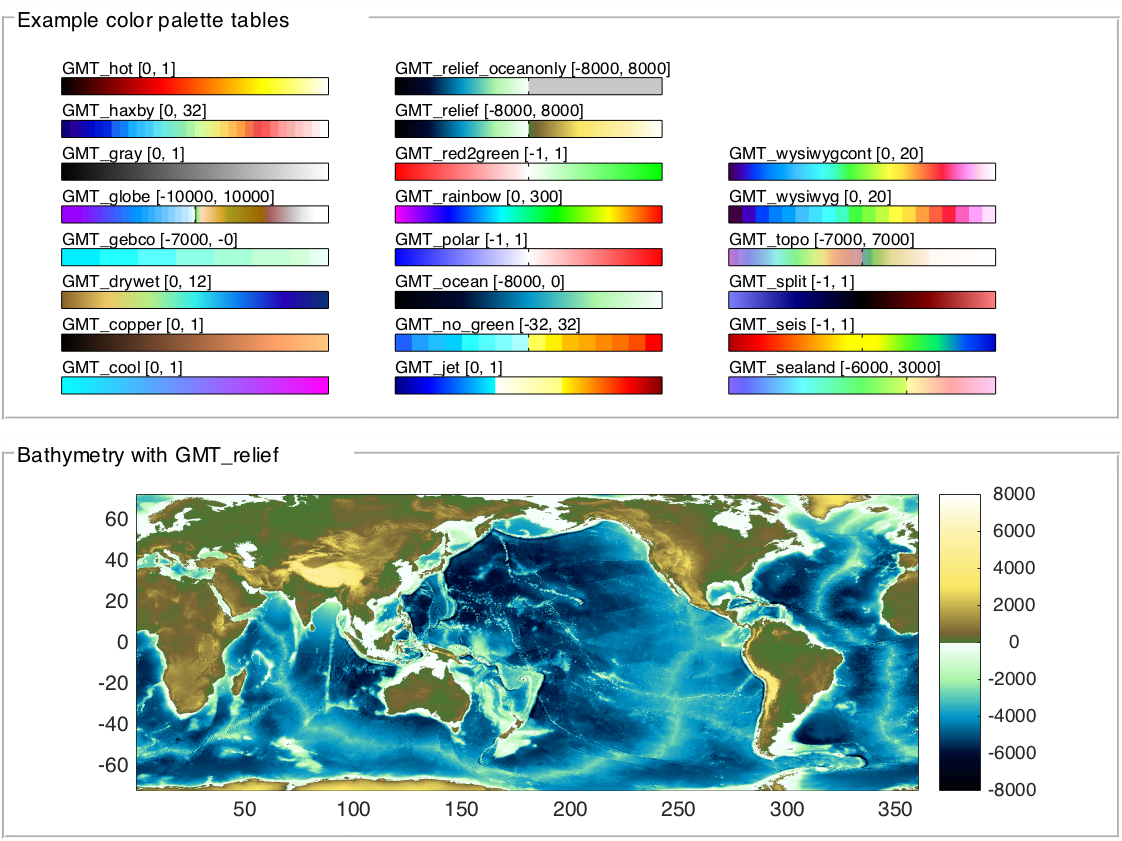 Example color palette tables
GMT_hot [0, 1]
GMT_haxby [0, 32]
GMT_gray [0, 1]
GMT_globe [-10000, 10000]
GMT_gebco [-7000, -0]
GMT_drywet [0, 12]
GMT_copper [0, 1]
GMT_cool [0, 1]
GMT_relief_oceanonly [-8000, 8000]
GMT_relief [-8000, 8000]
GMT_red2green [-1, 1]
GMT_rainbow [0, 300]
GMT_polar [-1, 1]
GMT_ocean [-8000, 0]
GMT_no_green [-32, 32]
GMT_jet [0, 1]
GMT_wysiwygcont [0, 20]
GMT_wysiwyg [0, 20]
GMT_topo [-7000, 7000]
GMT_split [-1, 1]
GMT_seis [-1, 1]
GMT_sealand [-6000, 3000]
Bathymetry with GMT_relief
60
40
20
0
-20
-40
-60
50 100 150 200 250 300 350
8000
6000
4000
2000
0
-2000
-4000
-6000
-8000